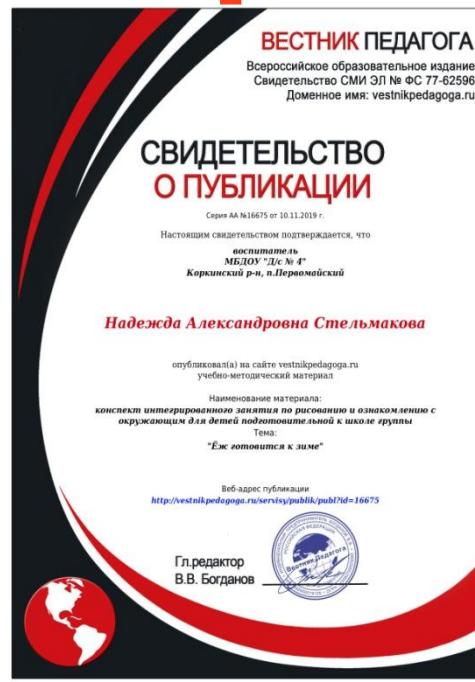 ВЕСТНИК ПЕДАГОГА
Всероссийское образовательное издание
Свидетельство СМИ ЭЛ № ФС 77-62596
Доменное имя: vestnikpedagoga.ru
СВИДЕТЕЛЬСТВО
О ПУБЛИКАЦИИ
Серия АА №16675 от 10.11.2019 г.
Настоящим свидетельством подтверждается, что
воспитатель
МБДОУ "Д/с № 4"
Коркинский р-н, п.Первомайский
Надежда Александровна Стельмакова
опубликовал(а) на сайте vestnikpedagoga.ru
учебно-методический материал
Наименование материала:
конспект интегрированного занятия по рисованию и ознакомлению с
окружающим для детей подготовительной к школе группы
Тема:
"Ёж готовится к зиме"
Веб-адрес публикации
http://vestnikpedagoga.ru/servisy/publik/publ?id=16675
Гл.редактор
В.В. Богданов
Вестник Педагога